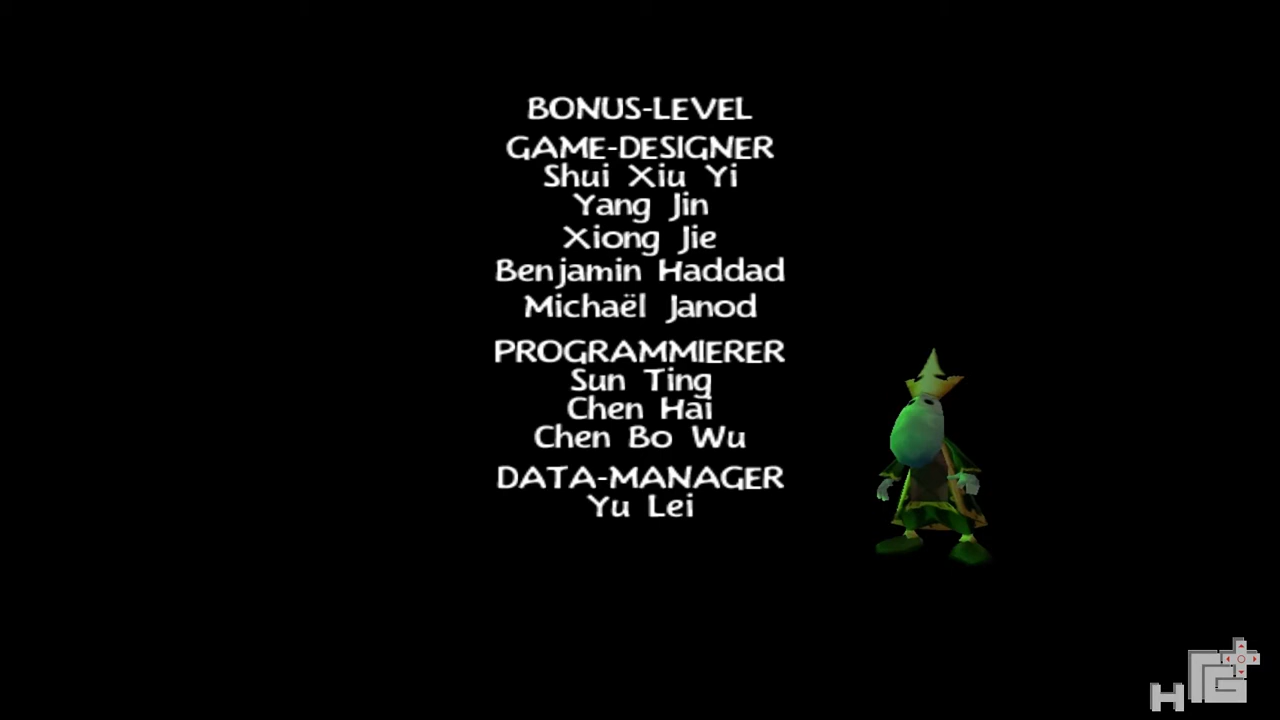 BONUS-LEVEL
GAME-DESIGNER
Shui Xiu Yi
Yang Jin
Xiong Jie
Benjamin Haddad
Michaël Janod
PROGRAMMIERER
Sun Ting
Chen Hai
Chen Bo Wu
DATA-MANAGER
Yu Lei